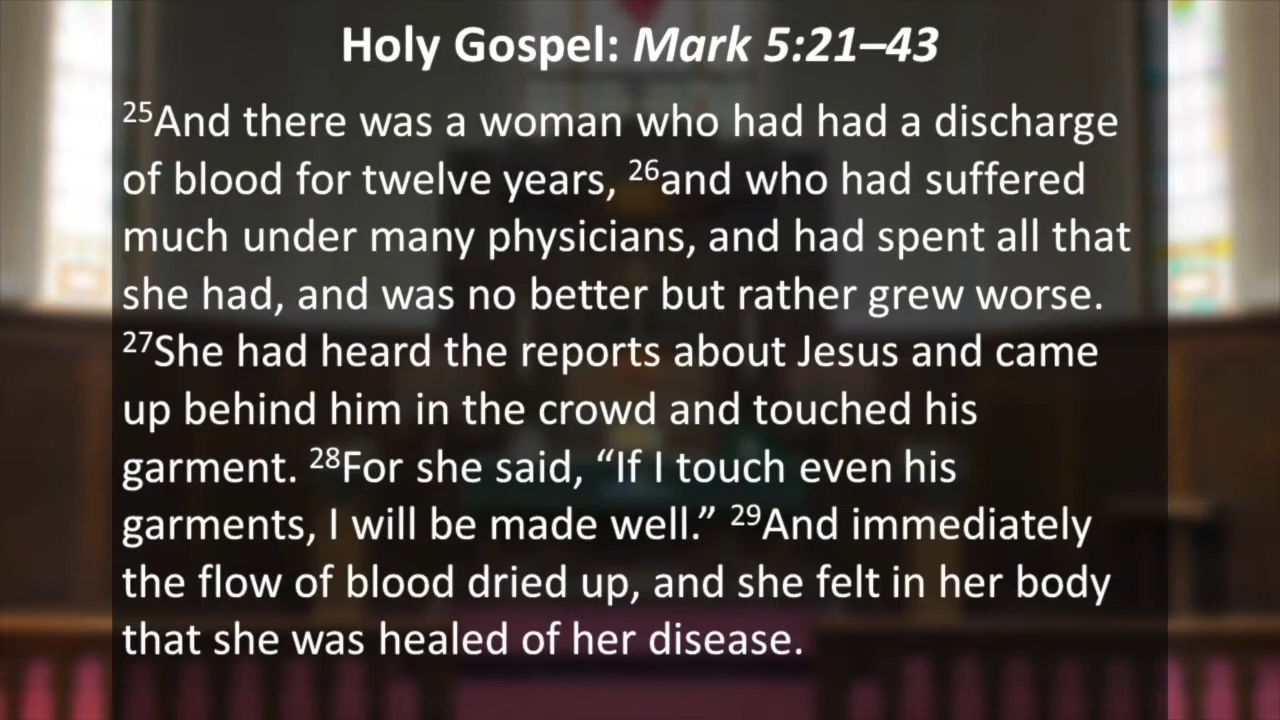 Holy Gospel: Mark 5:21–43
25And there was a woman who had had a discharge
of blood for twelve years, 26and who had suffered
much under many physicians, and had spent all that
she had, and was no better but rather grew worse.
27She had heard the reports about Jesus and came
up behind him in the crowd and touched his
garment. 28For she said, “If I touch even his
garments, I will be made well.” 29And immediately
the flow of blood dried up, and she felt in her body
that she was healed of her disease.